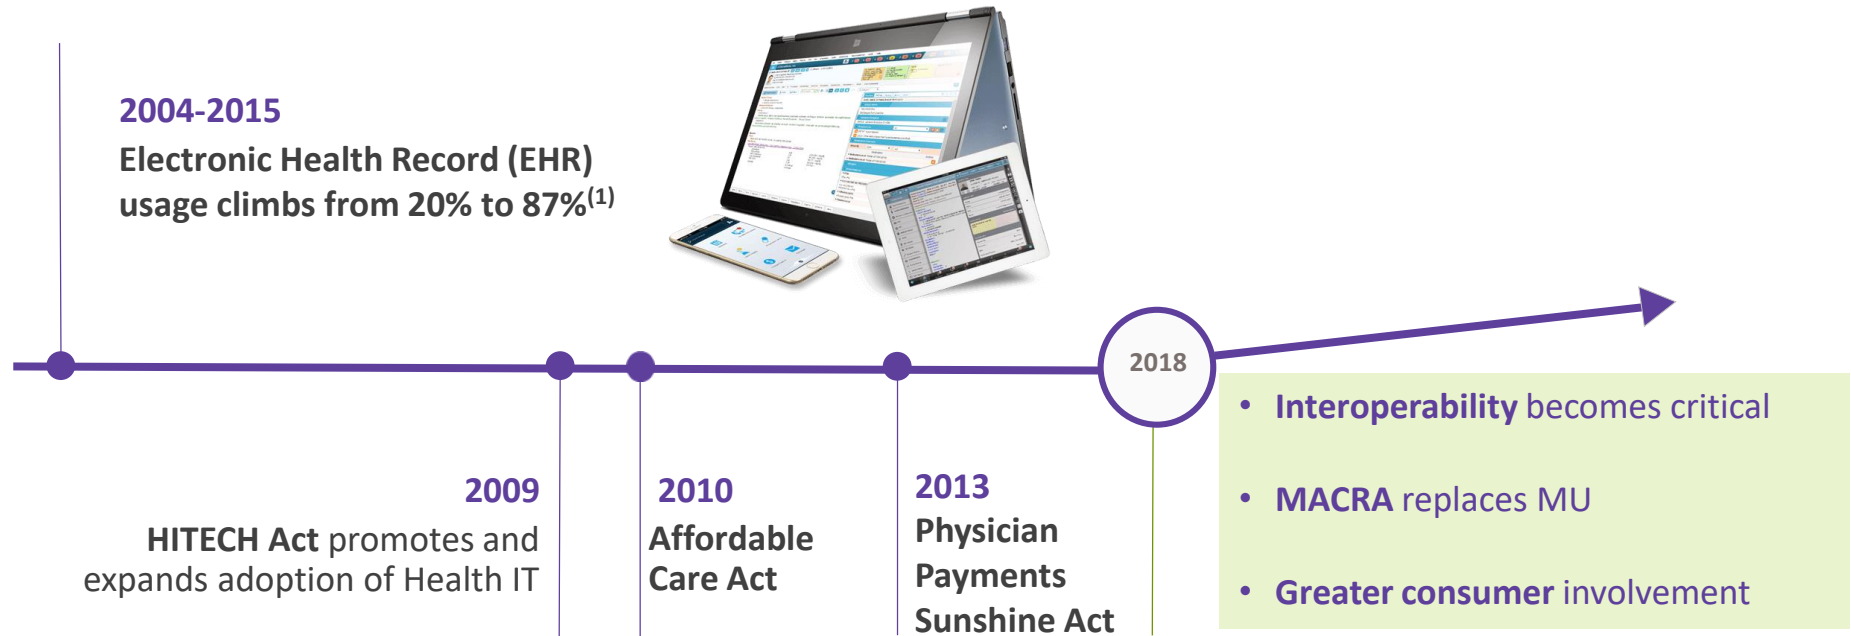 2004-2015
Electronic Health Record (EHR)
usage climbs from 20% to 87%(1)
2018
2009
HITECH Act promotes and
expands adoption of Health IT
2010
Affordable
Care Act
2013
Physician
Payments
Sunshine Act
• Interoperability becomes critical
• MACRA replaces MU
• Greater consumer involvement